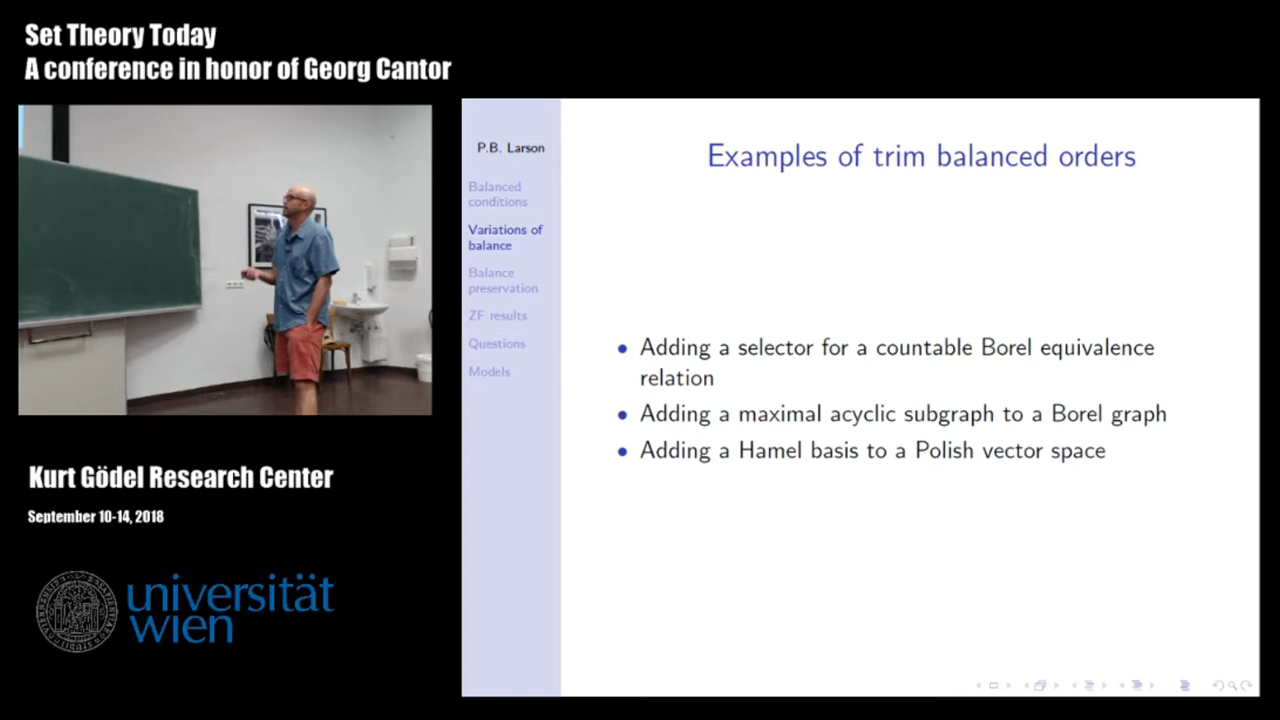 Set Theory Today
A conference in honor of Georg Cantor
P.B. Larson
Balanced
conditions
Variations of
balance
Balance
preservation
ZF results
Questions
Models
Examples of trim balanced orders
• Adding a selector for a countable Borel equivalence
relation
• Adding a maximal acyclic subgraph to a Borel graph
• Adding a Hamel basis to a Polish vector space
Kurt Gödel Research Center
September 10-14, 2018
universität
wien